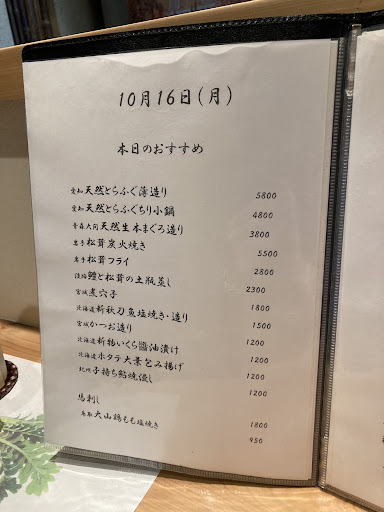 10月16日(月)
本日のおすすめ
愛知 天然とらふぐ薄造り 5800
愛知 天然とらふぐちり小鍋 4800
青森大間 天然生本まぐろ造り 3800
岩手 松茸炭火焼き 5500
岩手 松茸フライ 2800
淡路 鱧と松茸の土瓶蒸し 2300
宮城 煮穴子 1800
北海道 新秋刀魚塩焼き・造り 1500
宮城 かつお造り 1200
北海道 新物いくら醤油漬け 1200
北海道 ホタテ大葉包み揚げ 1200
紀州 子持ち鮎焼浸し 1200
馬刺し 1800
鳥取 大山鶏もも塩焼き 950